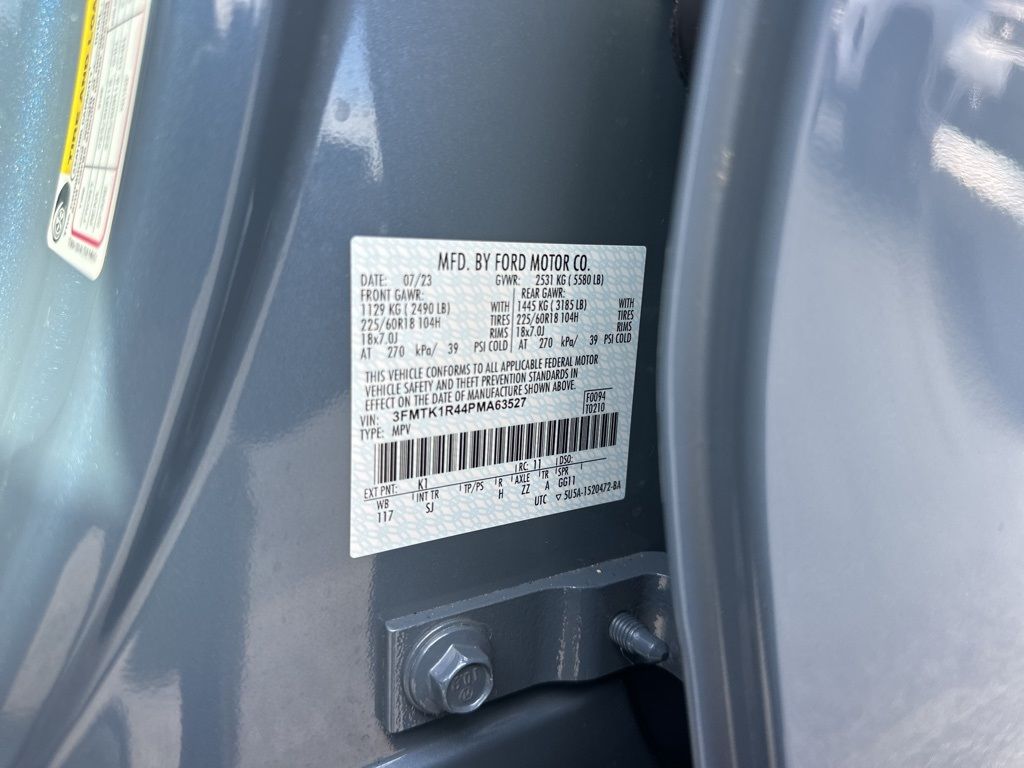 MFD. BY FORD MOTOR CO.
DATE: 07/23 GVWR: 2531 KG ( 5580 LB)
FRONT GAWR: REAR GAWR:
1129 KG ( 2490 LB) WITH 1445 KG ( 3185 LB) WITH
225/60R18 104H TIRES 225/60R18 104H TIRES
18x7.0J RIMS 18x7.0J RIMS
AT 270 kPa/ 39 PSI COLD AT 270 kPa/ 39 PSI COLD
THIS VEHICLE CONFORMS TO ALL APPLICABLE FEDERAL MOTOR
VEHICLE SAFETY AND THEFT PREVENTION STANDARDS IN
EFFECT ON THE DATE OF MANUFACTURE SHOWN ABOVE.
VIN: 3FMTK1R44PMA63527 F0094
TYPE: MPV T0210
EXT PNT: K1 RC: 11 DSO:
WB INT TR TP/PS R AXLE TR SPR
117 SJ H ZZ A GG11
UTC ▽ 5U5A-1520472-BA